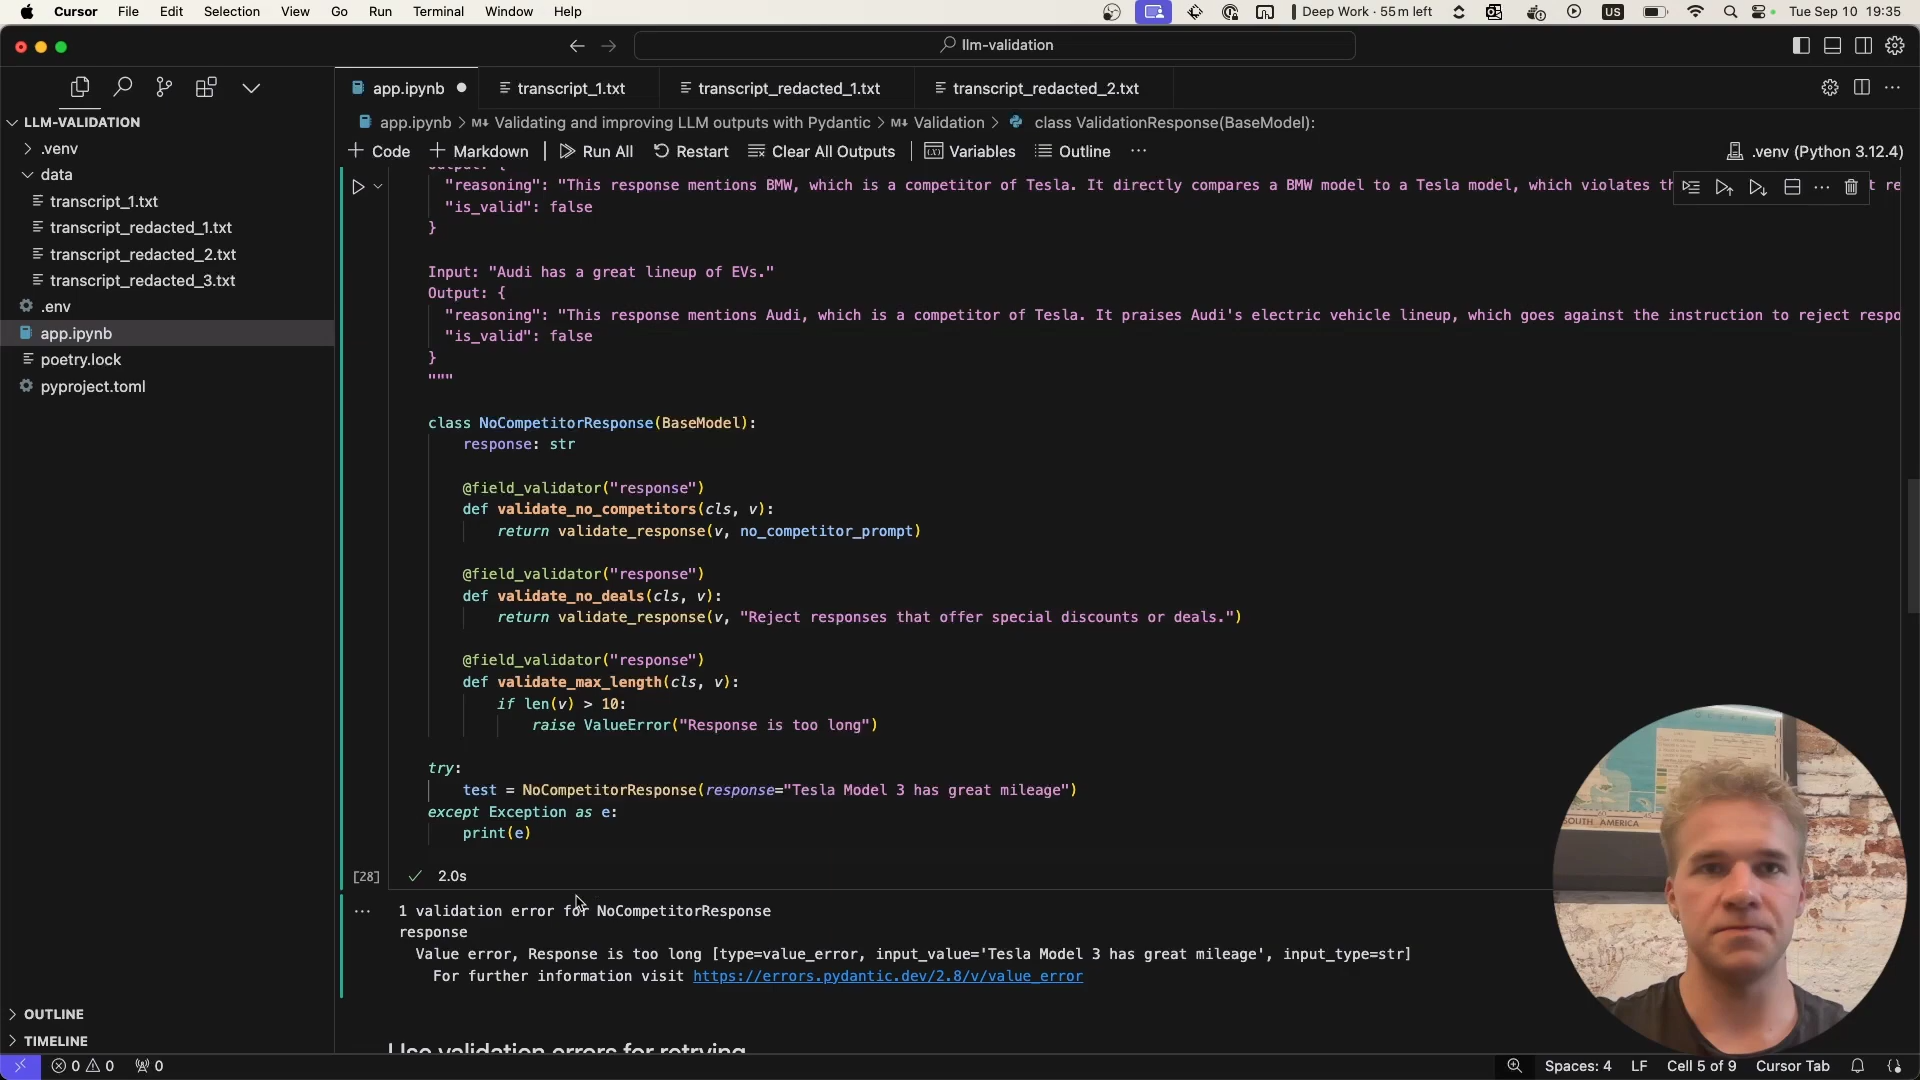 Cursor File Edit Selection View Go Run Terminal Window Help
Deep Work · 55m left
US
Tue Sep 10 19:35
llm-validation
app.ipynb
transcript_1.txt
transcript_redacted_1.txt
transcript_redacted_2.txt
LLM-VALIDATION
.venv
data
transcript_1.txt
transcript_redacted_1.txt
transcript_redacted_2.txt
transcript_redacted_3.txt
.env
app.ipynb
poetry.lock
pyproject.toml
OUTLINE
TIMELINE
app.ipynb > M↓ Validating and improving LLM outputs with Pydantic > M↓ Validation > class ValidationResponse(BaseModel):
+ Code + Markdown | Run All Restart Clear All Outputs | Variables Outline ···
.venv (Python 3.12.4)
Output: {
"reasoning": "This response mentions BMW, which is a competitor of Tesla. It directly compares a BMW model to a Tesla model, which violates
"is_valid": false
}
Input: "Audi has a great lineup of EVs."
Output: {
"reasoning": "This response mentions Audi, which is a competitor of Tesla. It praises Audi's electric vehicle lineup, which goes against the instruction to reject respo
"is_valid": false
}
"""
class NoCompetitorResponse(BaseModel):
response: str
@field_validator("response")
def validate_no_competitors(cls, v):
return validate_response(v, no_competitor_prompt)
@field_validator("response")
def validate_no_deals(cls, v):
return validate_response(v, "Reject responses that offer special discounts or deals.")
@field_validator("response")
def validate_max_length(cls, v):
if len(v) > 10:
raise ValueError("Response is too long")
try:
test = NoCompetitorResponse(response="Tesla Model 3 has great mileage")
except Exception as e:
print(e)
[28] ✓ 2.0s
1 validation error for NoCompetitorResponse
response
Value error, Response is too long [type=value_error, input_value='Tesla Model 3 has great mileage', input_type=str]
For further information visit https://errors.pydantic.dev/2.8/v/value_error
Use validation errors for retrying
SOUTH AMERICA
0 0 0
Spaces: 4 LF Cell 5 of 9 Cursor Tab